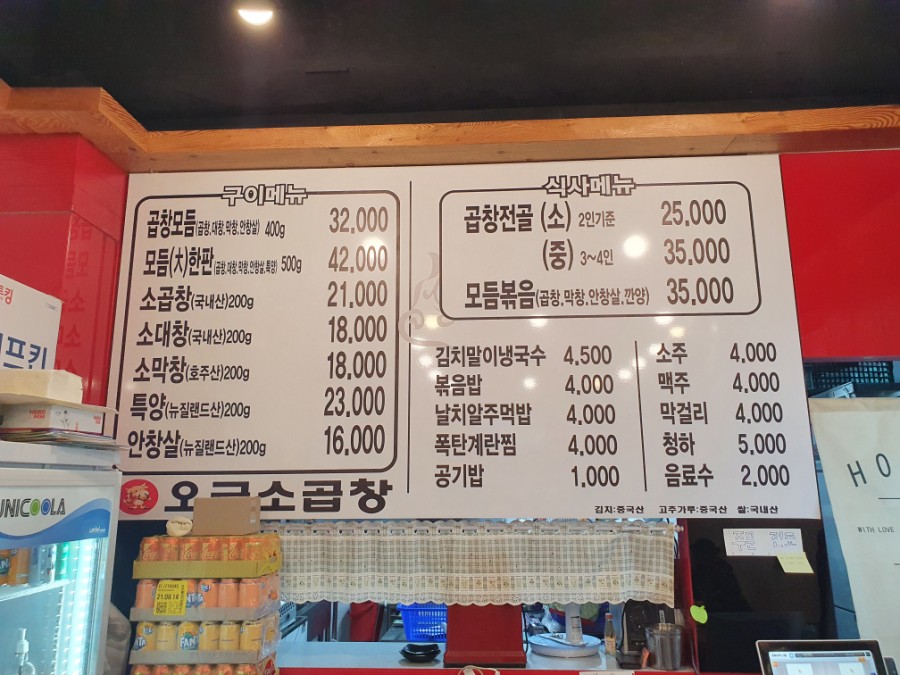 구이메뉴
곱창모듬(곱창,대창,막창,안창살) 400g 32,000
모듬(大)한판(곱창,대창,막창,안창살,특양) 500g 42,000
소곱창(국내산)200g 21,000
소대창(국내산)200g 18,000
소막창(호주산)200g 18,000
특양(뉴질랜드산)200g 23,000
안창살(뉴질랜드산)200g 16,000
식사메뉴
곱창전골 (소) 2인기준 25,000
(중) 3~4인 35,000
모듬볶음(곱창,막창,안창살,깐양) 35,000
김치말이냉국수 4,500
볶음밥 4,000
날치알주먹밥 4,000
폭탄계란찜 4,000
공기밥 1,000
소주 4,000
맥주 4,000
막걸리 4,000
청하 5,000
음료수 2,000
김치:중국산 고추가루:중국산 쌀:국내산
소곱창
UNICOOLA
21.06.14
FAN
HO
WITH LOVE